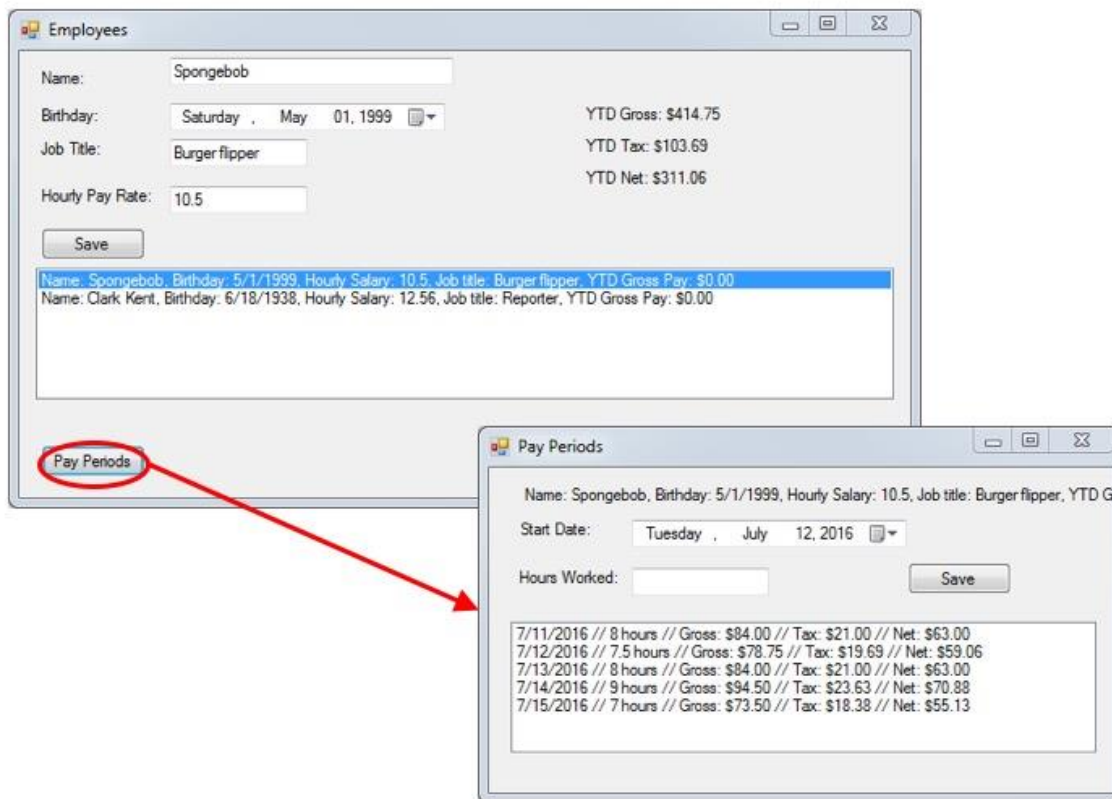 Employees
Name:
Spongebob
Birthday:
Saturday , May 01, 1999
Job Title:
Burger flipper
Hourly Pay Rate:
10.5
YTD Gross: $414.75
YTD Tax: $103.69
YTD Net: $311.06
Save
Name: Spongebob, Birthday: 5/1/1999, Hourly Salary: 10.5, Job title: Burger flipper, YTD Gross Pay: $0.00
Name: Clark Kent, Birthday: 6/18/1938, Hourly Salary: 12.56, Job title: Reporter, YTD Gross Pay: $0.00
Pay Periods
Pay Periods
Name: Spongebob, Birthday: 5/1/1999, Hourly Salary: 10.5, Job title: Burger flipper, YTD G
Start Date:
Tuesday , July 12, 2016
Hours Worked:
Save
7/11/2016 // 8 hours // Gross: $84.00 // Tax: $21.00 // Net: $63.00
7/12/2016 // 7.5 hours // Gross: $78.75 // Tax: $19.69 // Net: $59.06
7/13/2016 // 8 hours // Gross: $84.00 // Tax: $21.00 // Net: $63.00
7/14/2016 // 9 hours // Gross: $94.50 // Tax: $23.63 // Net: $70.88
7/15/2016 // 7 hours // Gross: $73.50 // Tax: $18.38 // Net: $55.13